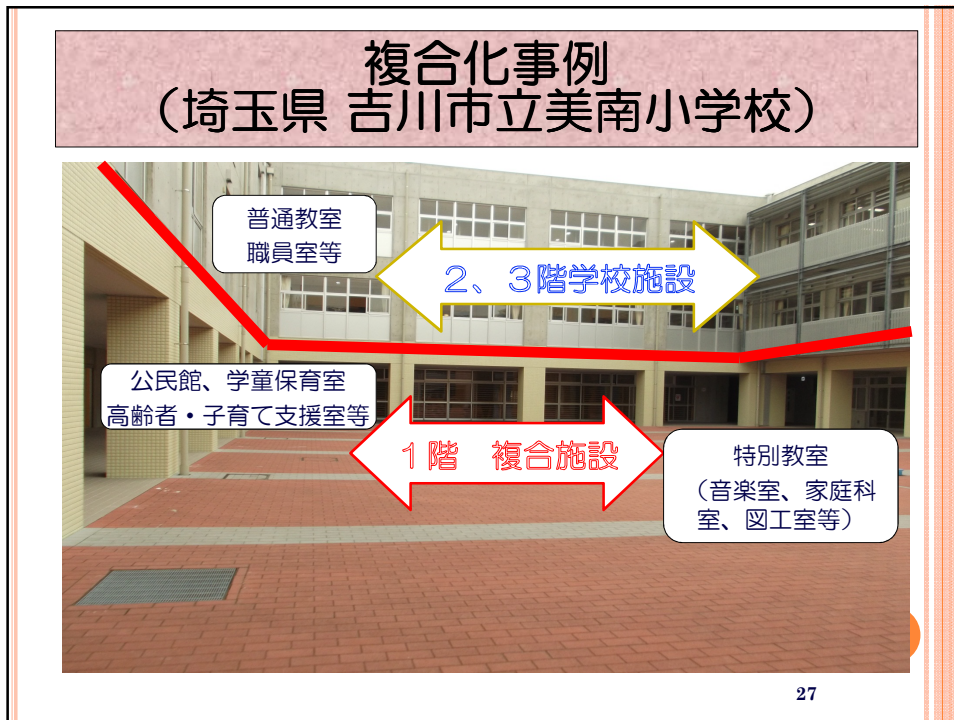 複合化事例
（埼玉県 吉川市立美南小学校）
普通教室
職員室等
２、３階学校施設
公民館、学童保育室
高齢者・子育て支援室等
１階　複合施設
特別教室
（音楽室、家庭科
室、図工室等）
27